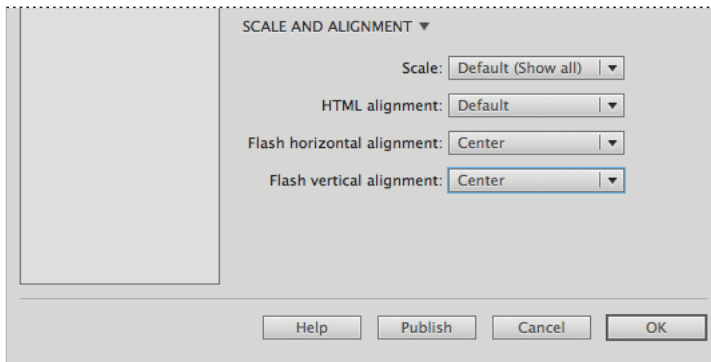 SCALE AND ALIGNMENT
Scale: Default (Show all)
HTML alignment: Default
Flash horizontal alignment: Center
Flash vertical alignment: Center
Help Publish Cancel OK